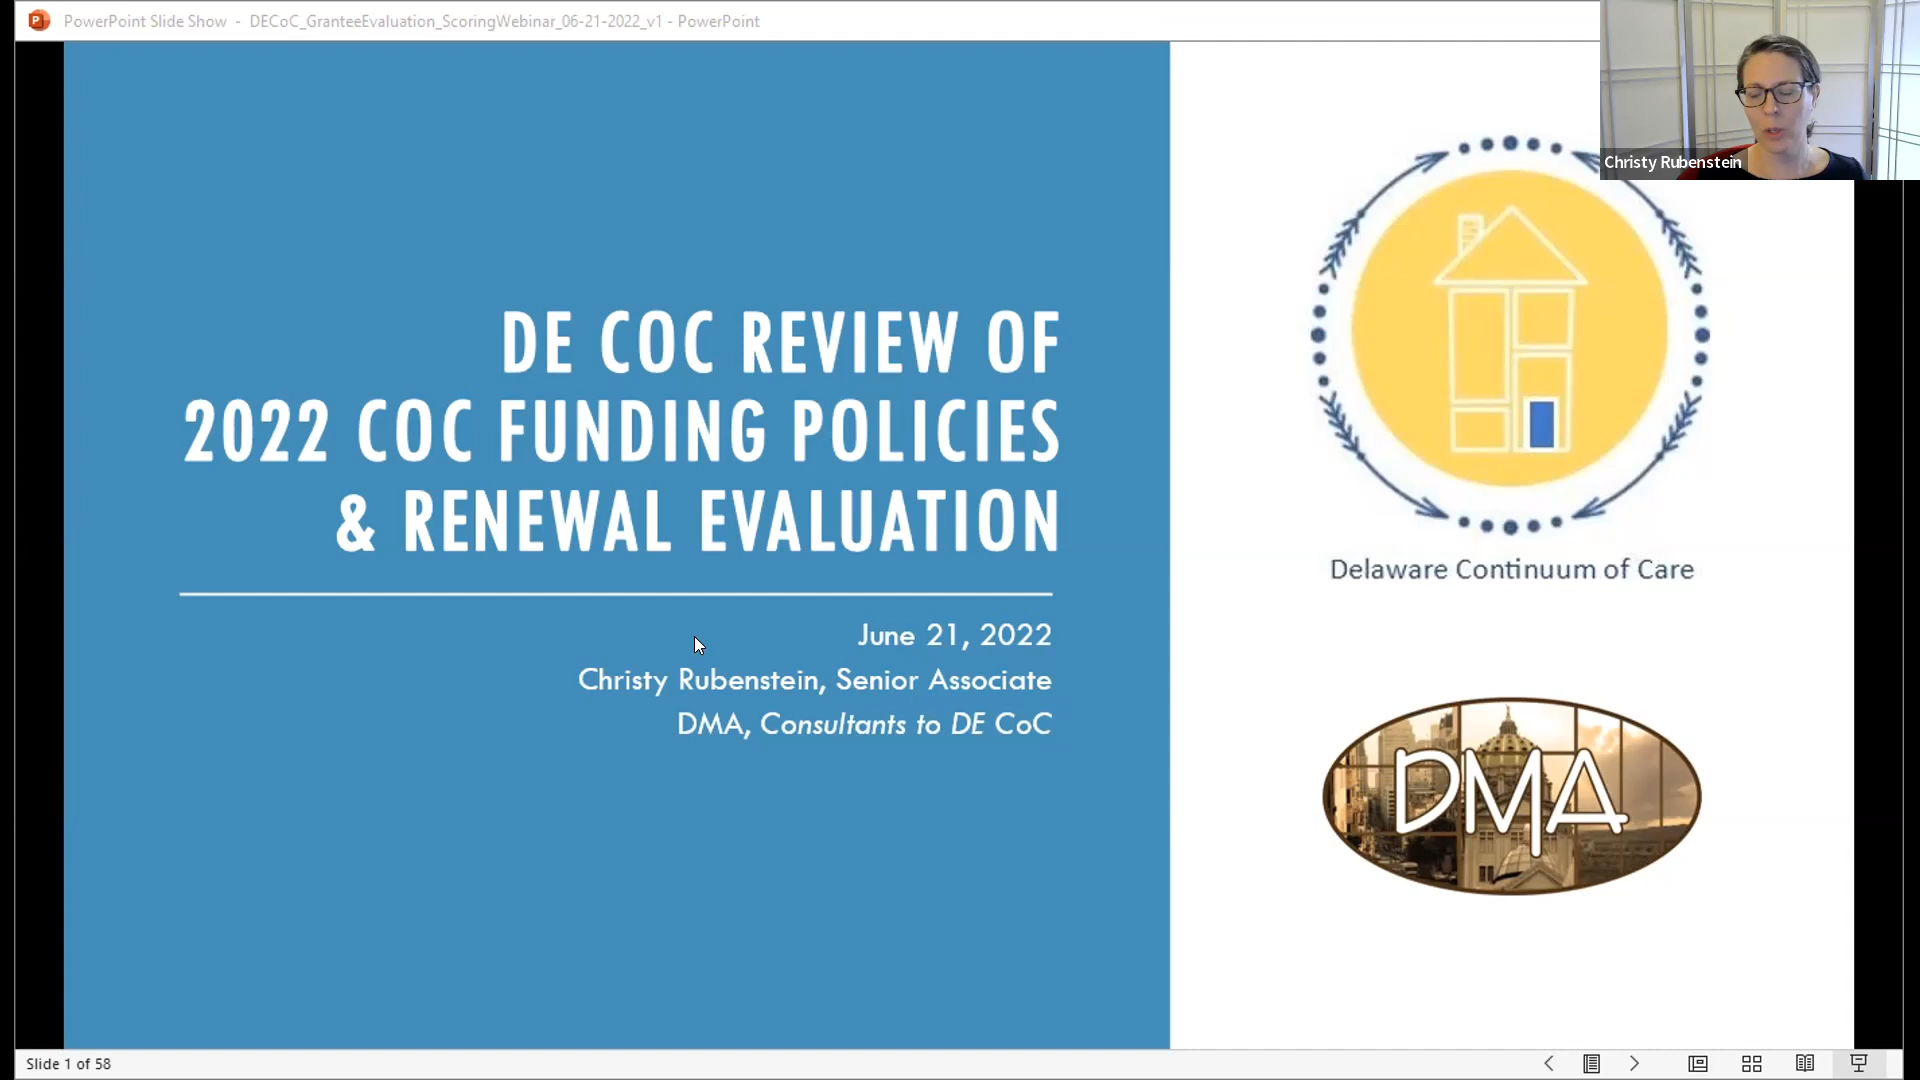 PowerPoint Slide Show - DECoC_GranteeEvaluation_ScoringWebinar_06-21-2022_v1 - PowerPoint
Christy Rubenstein
DE COC REVIEW OF
2022 COC FUNDING POLICIES
& RENEWAL EVALUATION
June 21, 2022
Christy Rubenstein, Senior Associate
DMA, Consultants to DE CoC
Delaware Continuum of Care
DMA
Slide 1 of 58